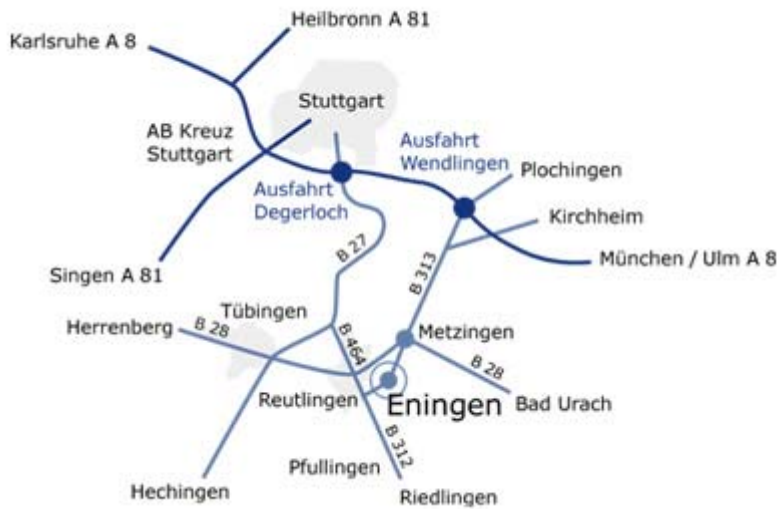 Heilbronn A 81
Karlsruhe A 8
Stuttgart
AB Kreuz
Stuttgart
Ausfahrt
Wendlingen
Plochingen
Ausfahrt
Degerloch
Kirchheim
B 27
B 313
München / Ulm A 8
Singen A 81
Tübingen
Herrenberg
B 28
B 464
Metzingen
B 28
Reutlingen
Eningen
Bad Urach
B 312
Pfullingen
Hechingen
Riedlingen